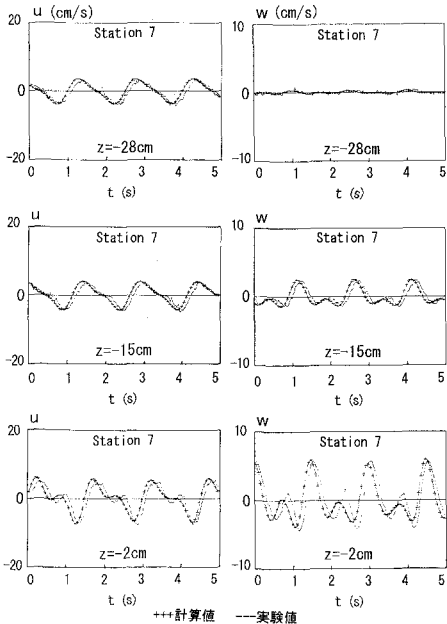 u (cm/s)
20
Station 7
0
-20
z=-28cm
0 1 2 3 4 5
t (s)
w (cm/s)
10
Station 7
0
-10
z=-28cm
0 1 2 3 4 5
t (s)
u
20
Station 7
0
-20
z=-15cm
0 1 2 3 4 5
t (s)
w
10
Station 7
0
-10
z=-15cm
0 1 2 3 4 5
t (s)
u
20
Station 7
0
-20
z=-2cm
0 1 2 3 4 5
t (s)
w
10
Station 7
0
-10
z=-2cm
0 1 2 3 4 5
t (s)
+++計算値 ---実験値